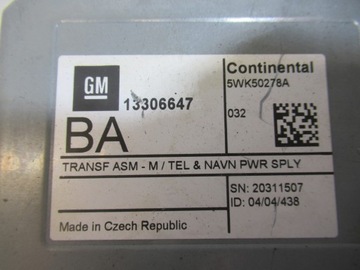 GM
13306647
Continental
5WK50278A
032
BA
TRANSF ASM - M / TEL & NAVN PWR SPLY
SN: 20311507
ID: 04/04/438
Made in Czech Republic